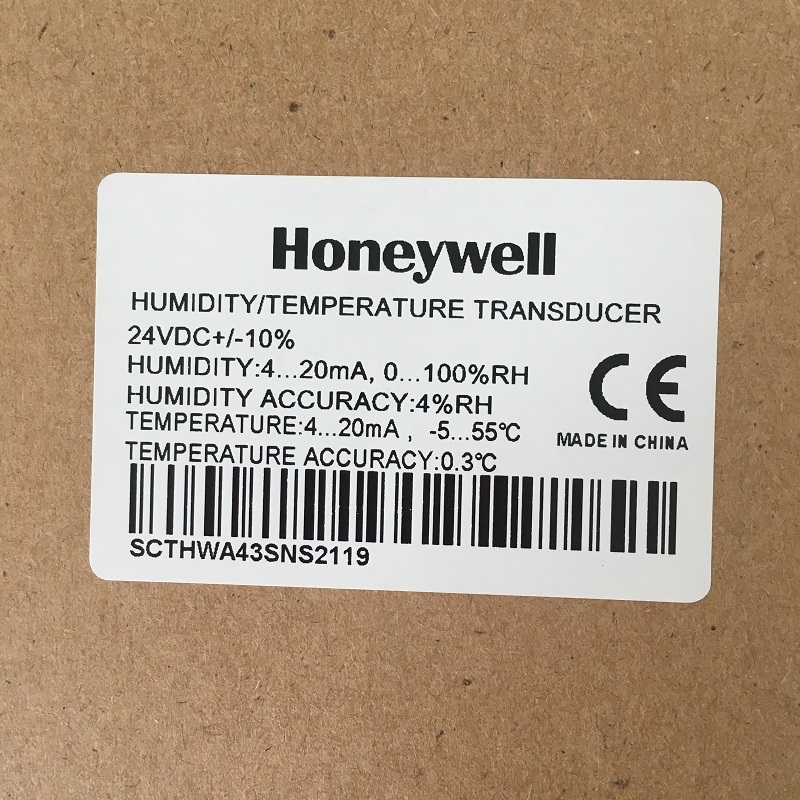 Honeywell
HUMIDITY/TEMPERATURE TRANSDUCER
24VDC+/-10%
HUMIDITY:4...20mA, 0...100%RH
HUMIDITY ACCURACY:4%RH
TEMPERATURE:4...20mA , -5...55℃
TEMPERATURE ACCURACY:0.3℃
CE
MADE IN CHINA
SCTHWA43SNS2119